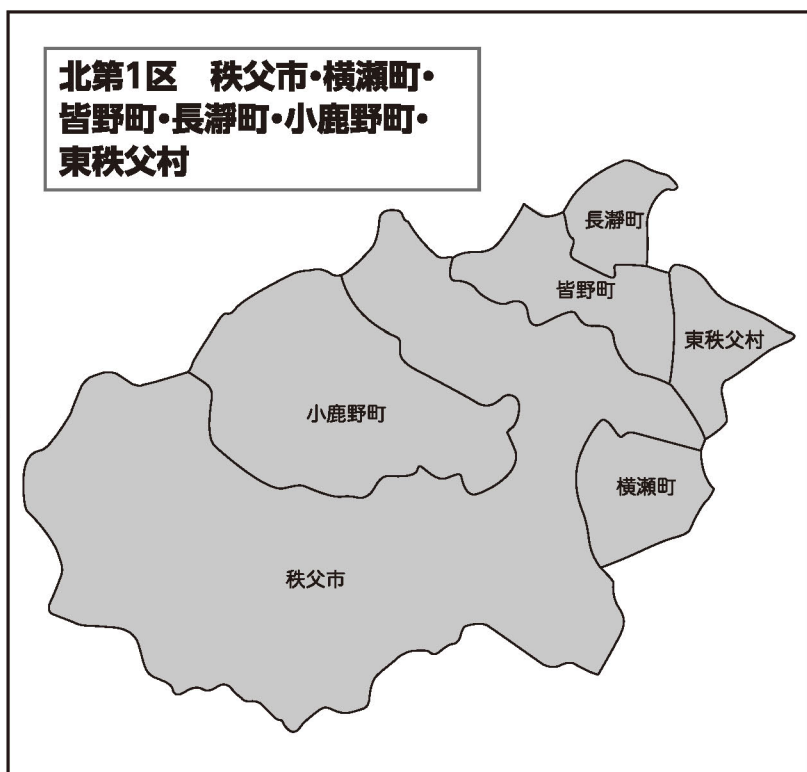 北第1区　秩父市・横瀬町・
皆野町・長瀞町・小鹿野町・
東秩父村
長瀞町
皆野町
東秩父村
小鹿野町
横瀬町
秩父市